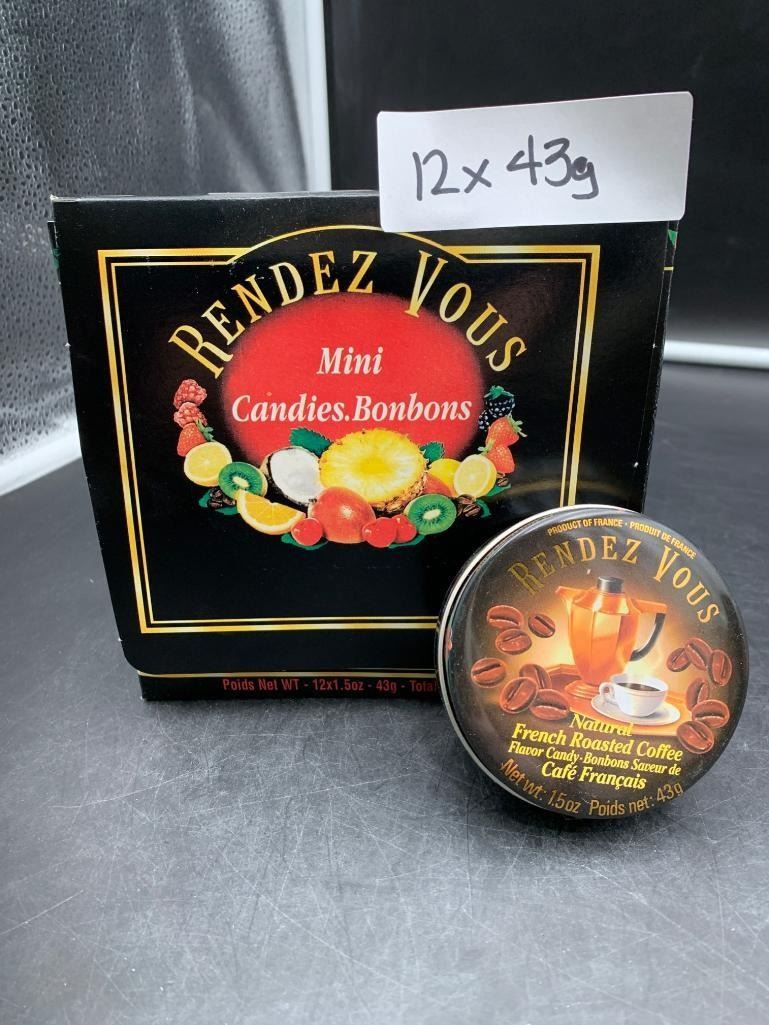 12x43g
RENDEZ VOUS
Mini
Candies.Bonbons
Poids Net WT - 12x1.5oz - 43g - Total
PRODUCT OF FRANCE • PRODUIT DE FRANCE
RENDEZ VOUS
Natural
French Roasted Coffee
Flavor Candy•Bonbons Saveur de
Café Français
Net wt: 1.5oz Poids net: 43g